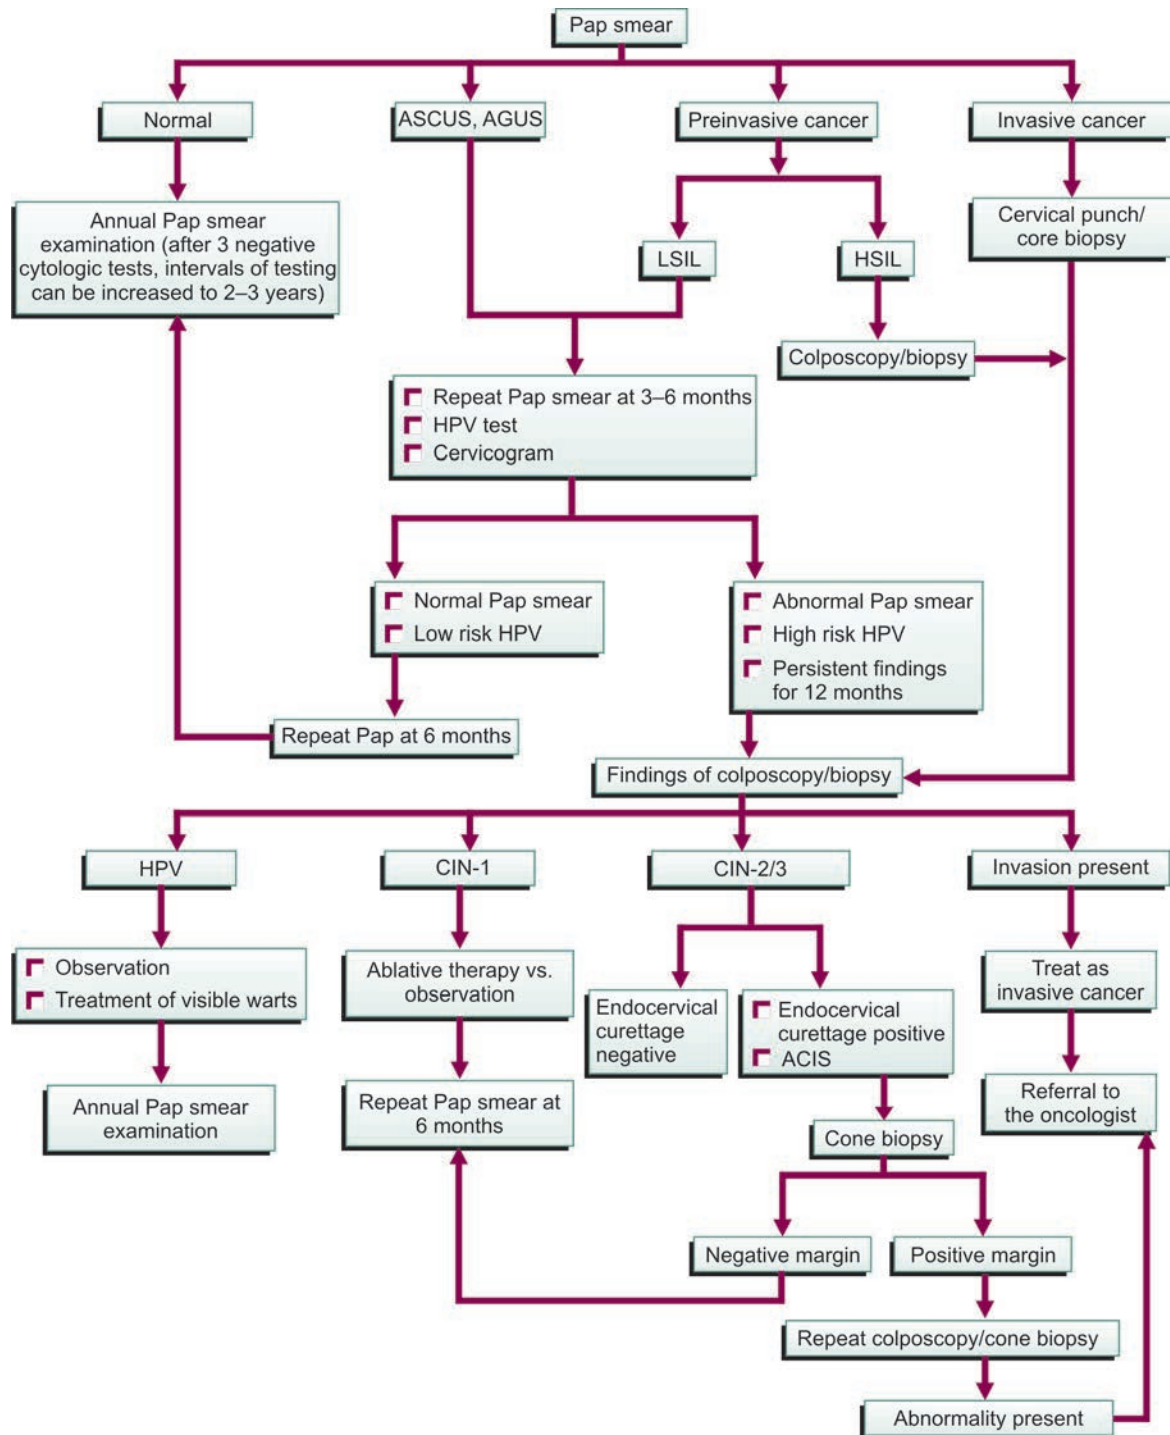 Pap smear
Normal
ASCUS, AGUS
Preinvasive cancer
Invasive cancer
Annual Pap smear
examination (after 3 negative
cytologic tests, intervals of testing
can be increased to 2–3 years)
LSIL
HSIL
Cervical punch/
core biopsy
Colposcopy/biopsy
Repeat Pap smear at 3–6 months
HPV test
Cervicogram
Normal Pap smear
Low risk HPV
Abnormal Pap smear
High risk HPV
Persistent findings
for 12 months
Repeat Pap at 6 months
Findings of colposcopy/biopsy
HPV
CIN-1
CIN-2/3
Invasion present
Observation
Treatment of visible warts
Ablative therapy vs.
observation
Endocervical
curettage
negative
Endocervical
curettage positive
ACIS
Treat as
invasive cancer
Annual Pap smear
examination
Repeat Pap smear at
6 months
Referral to
the oncologist
Cone biopsy
Negative margin
Positive margin
Repeat colposcopy/cone biopsy
Abnormality present